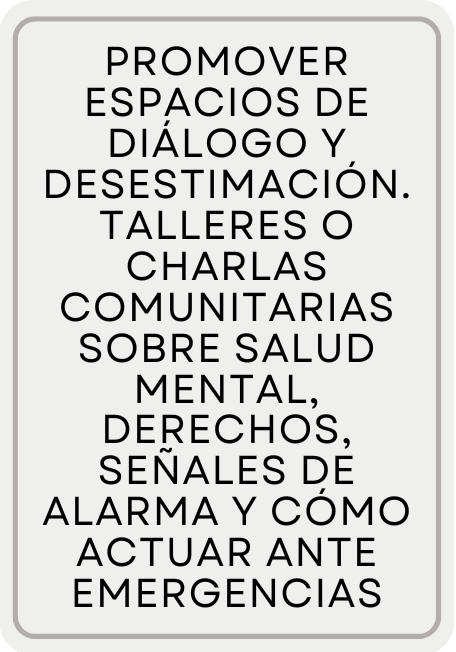 PROMOVER
ESPACIOS DE
DIÁLOGO Y
DESESTIMACIÓN.
TALLERES O
CHARLAS
COMUNITARIAS
SOBRE SALUD
MENTAL,
DERECHOS,
SEÑALES DE
ALARMA Y CÓMO
ACTUAR ANTE
EMERGENCIAS